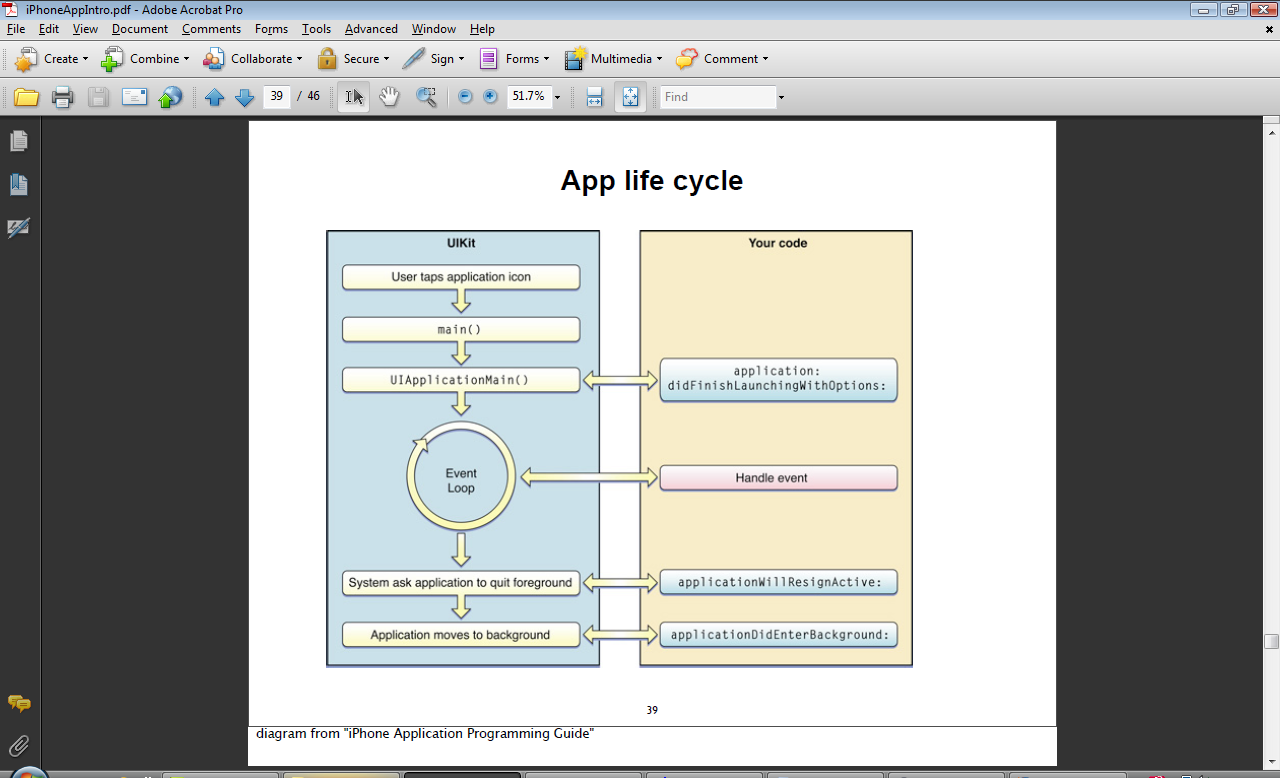 iPhoneAppIntro.pdf - Adobe Acrobat Pro
File Edit View Document Comments Forms Tools Advanced Window Help
Create Combine Collaborate Secure Sign Forms Multimedia Comment
39 / 46 51.7% Find
App life cycle
UIKit
User taps application icon
main()
UIApplicationMain()
Event
Loop
System ask application to quit foreground
Application moves to background
Your code
application:
didFinishLaunchingWithOptions:
Handle event
applicationWillResignActive:
applicationDidEnterBackground:
39
diagram from "iPhone Application Programming Guide"